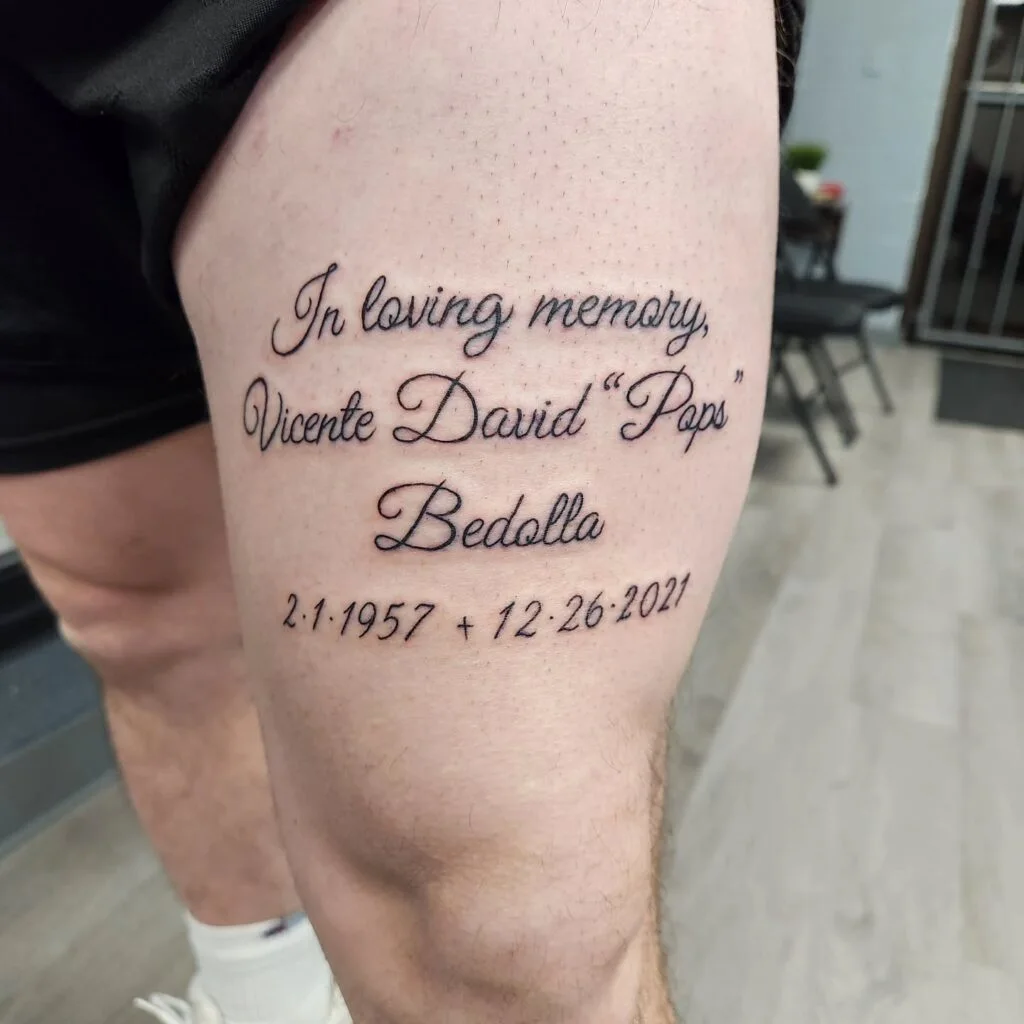 In loving memory,
Vicente David “Pops”
Bedolla
2·1·1957 + 12·26·2021